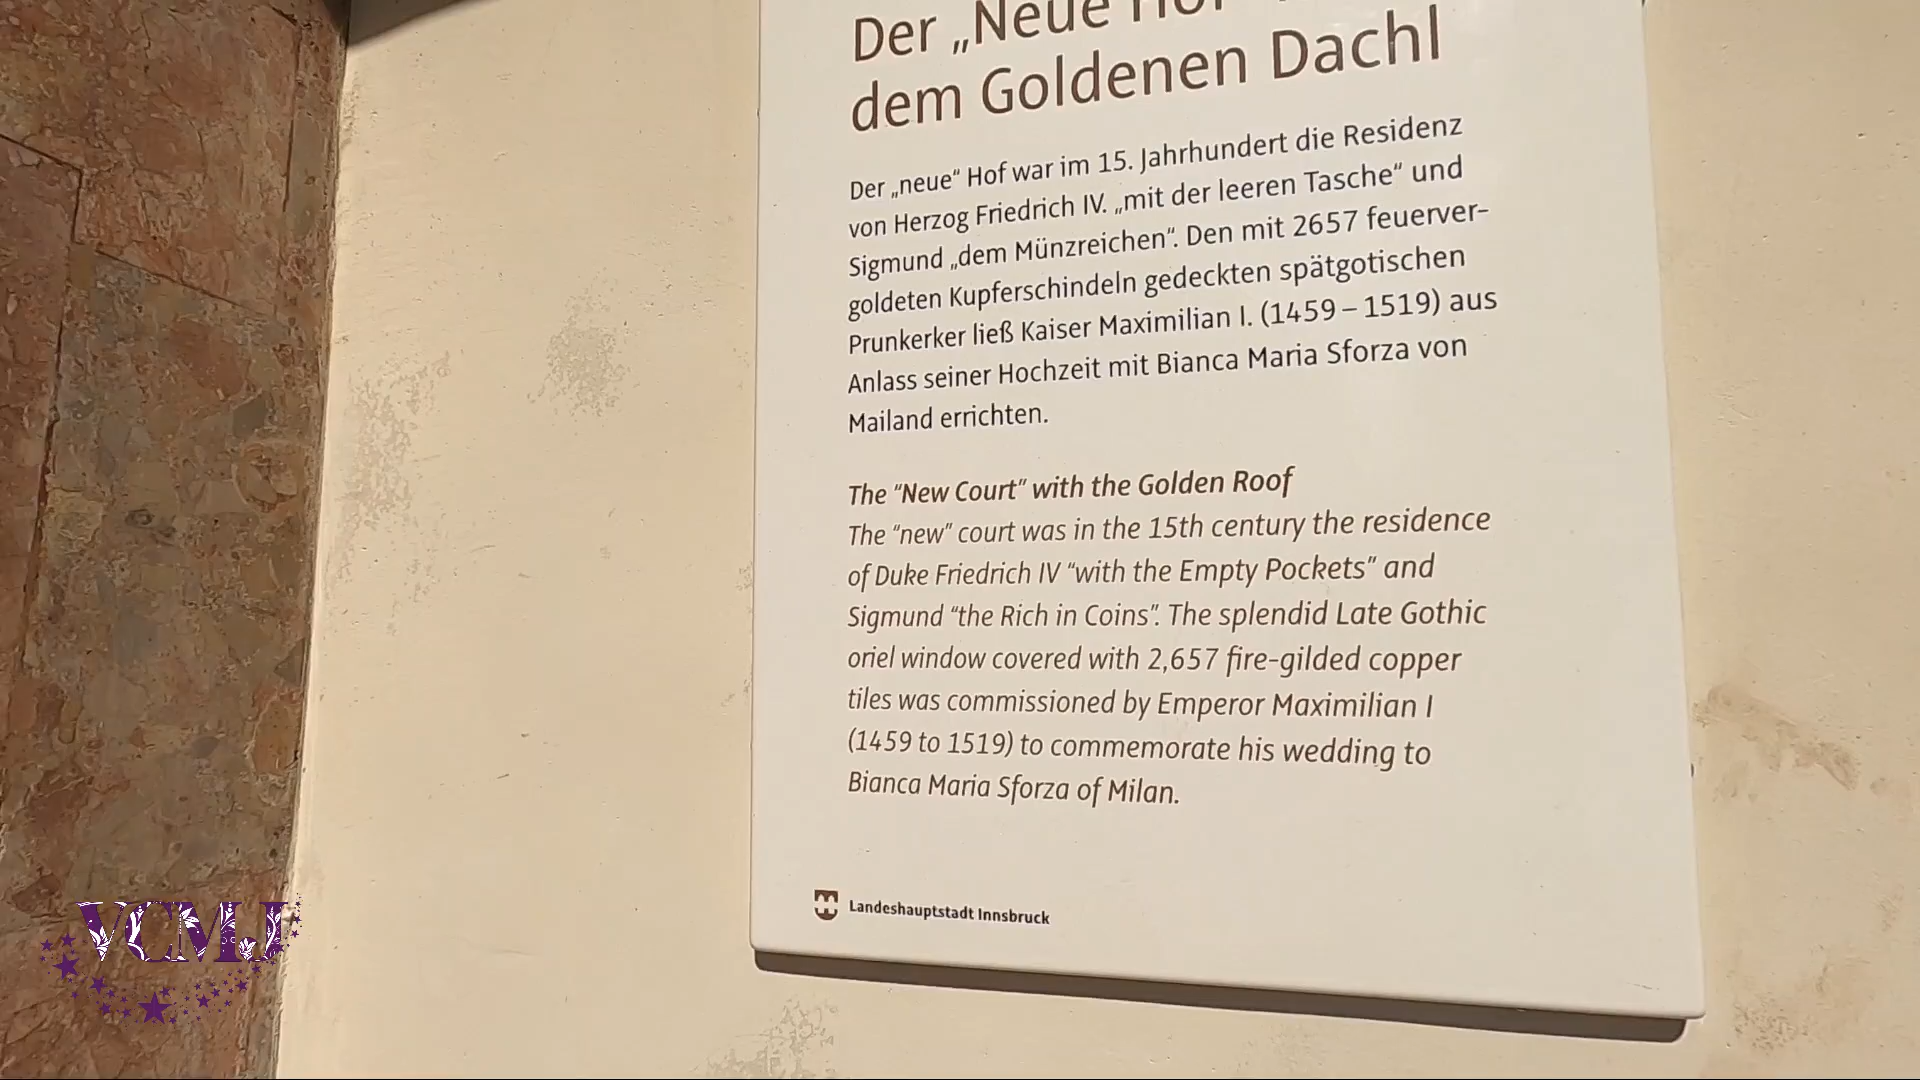 Der „Neue Hof
dem Goldenen Dachl
Der „neue“ Hof war im 15. Jahrhundert die Residenz
von Herzog Friedrich IV. „mit der leeren Tasche“ und
Sigmund „dem Münzreichen“. Den mit 2657 feuerver-
goldeten Kupferschindeln gedeckten spätgotischen
Prunkerker ließ Kaiser Maximilian I. (1459 – 1519) aus
Anlass seiner Hochzeit mit Bianca Maria Sforza von
Mailand errichten.
The “New Court” with the Golden Roof
The “new” court was in the 15th century the residence
of Duke Friedrich IV “with the Empty Pockets” and
Sigmund “the Rich in Coins”. The splendid Late Gothic
oriel window covered with 2,657 fire-gilded copper
tiles was commissioned by Emperor Maximilian I
(1459 to 1519) to commemorate his wedding to
Bianca Maria Sforza of Milan.
Landeshauptstadt Innsbruck
VCMJ